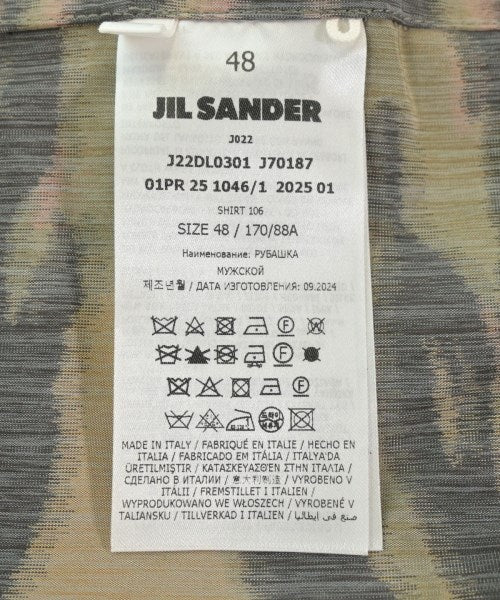 48
JIL SANDER
J022
J22DL0301 J70187
01PR 25 1046/1 2025 01
SHIRT 106
SIZE 48 / 170/88A
Наименование: РУБАШКА
МУЖСКОЙ
제조년월 / ДАТА ИЗГОТОВЛЕНИЯ: 09.2024
MADE IN ITALY / FABRIQUÉ EN ITALIE / HECHO EN
ITALIA / FABRICADO EM ITÁLIA / ITALYA'DA
ÜRETILMIŞTIR / ΚΑΤΑΣΚΕΥΑΣΘΕΝ ΣΤΗΝ ΙΤΑΛΙΑ /
СДЕЛАНО В ИТАЛИИ / 意大利制造 / VYROBENO V
ITALII / FREMSTILLET I ITALIEN /
WYPRODUKOWANO WE WŁOSZECH / VYROBENÉ V
TALIANSKU / TILLVERKAD I ITALIEN / صنع في إيطاليا